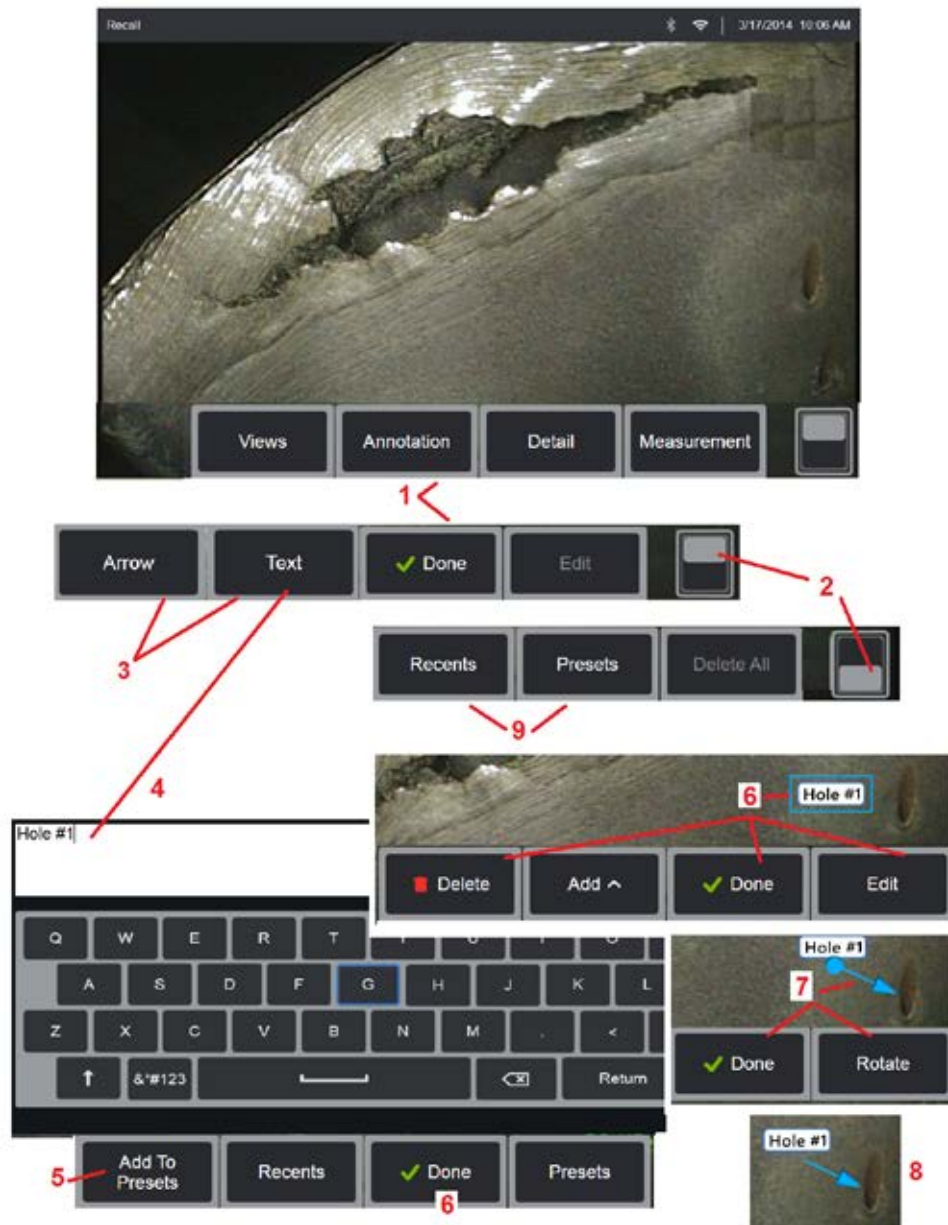 Recall 3/17/2014 10:06 AM
Views Annotation Detail Measurement
1
Arrow Text Done Edit
2
3
Recents Presets Delete All
9
4
6 Hole #1
Delete Add Done Edit
Hole #1
Q W E R T
A S D F G H J K L
Z X C V B N M . <
&*#123 Return
Hole #1
7
Done Rotate
5 Add To
Presets
Recents Done Presets
6
Hole #1
8